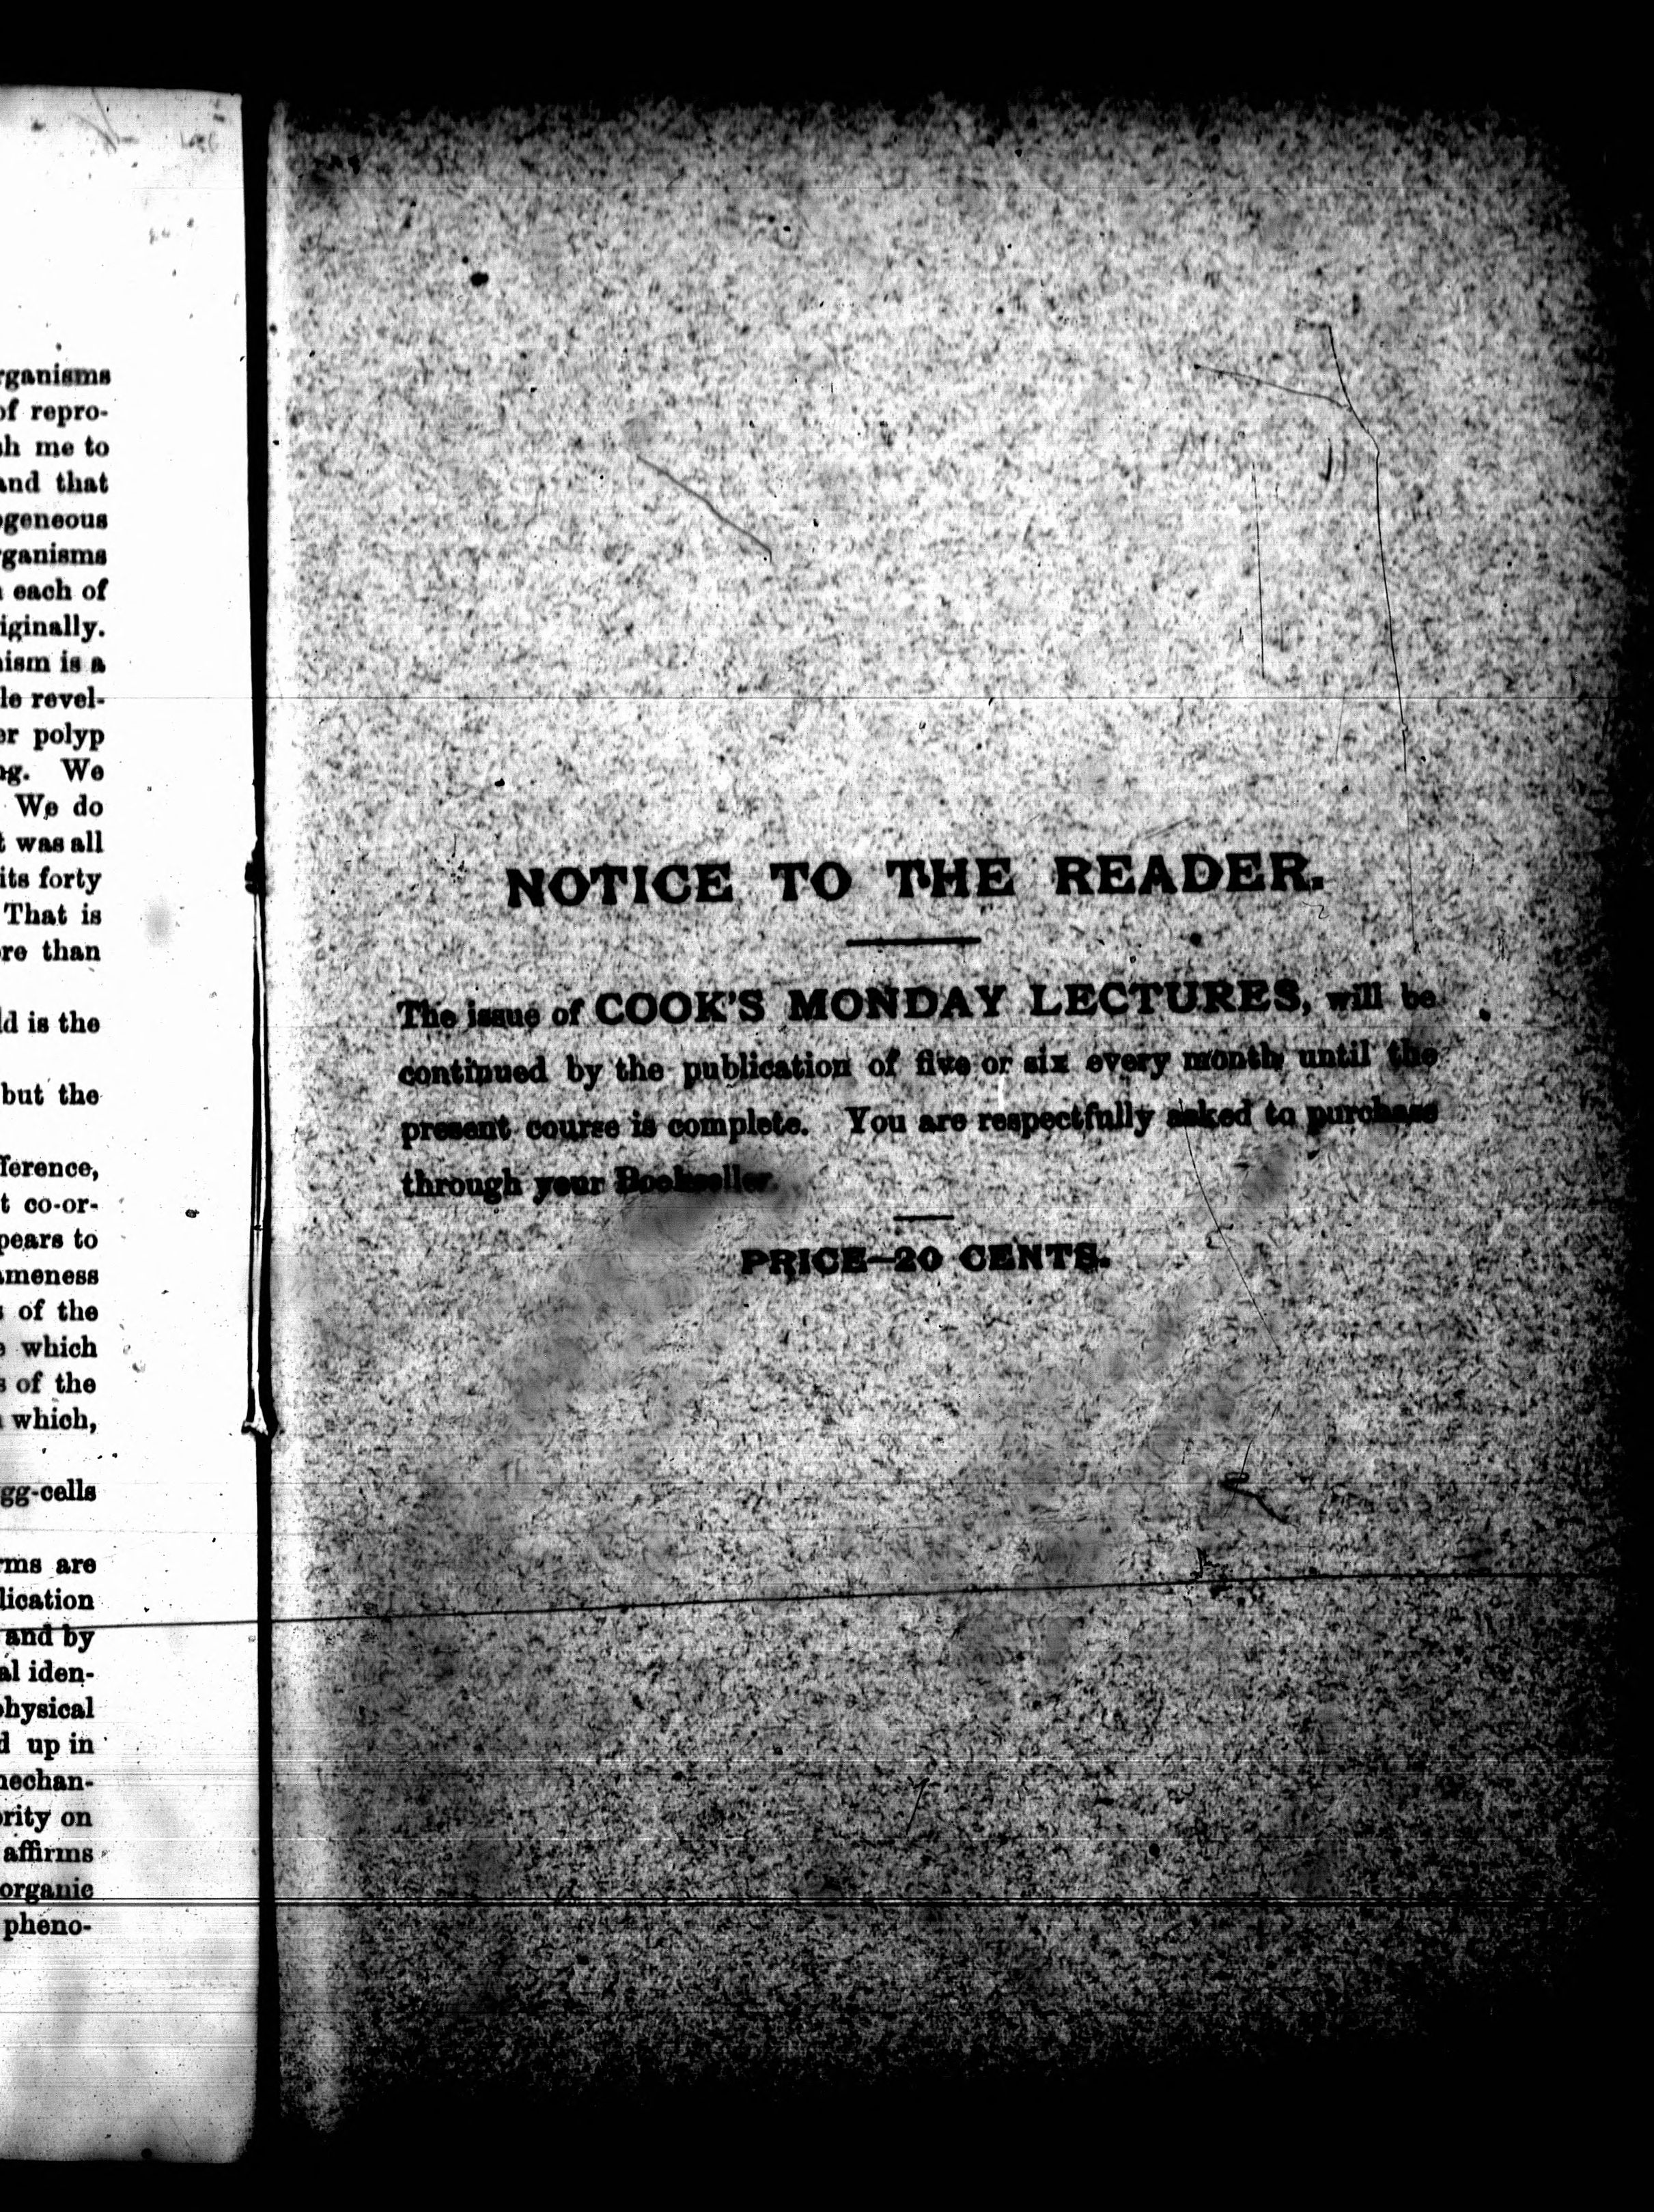 rganisms
of repro-
sh me to
and that
ogeneous
rganisms
each of
iginally.
nism is a
le revel-
er polyp
ng. We
We do
t was all
its forty
That is
ore than
ld is the
but the
fference,
t co-or-
pears to
ameness
s of the
e which
s of the
which,
gg-cells
rms are
lication
and by
al iden-
physical
d up in
mechan-
ority on
affirms
organic
pheno-
NOTICE TO THE READER.
The issue of COOK'S MONDAY LECTURES, will be
continued by the publication of five or six every month until the
present course is complete. You are respectfully asked to purchase
through your Bookseller.
PRICE—20 CENTS.